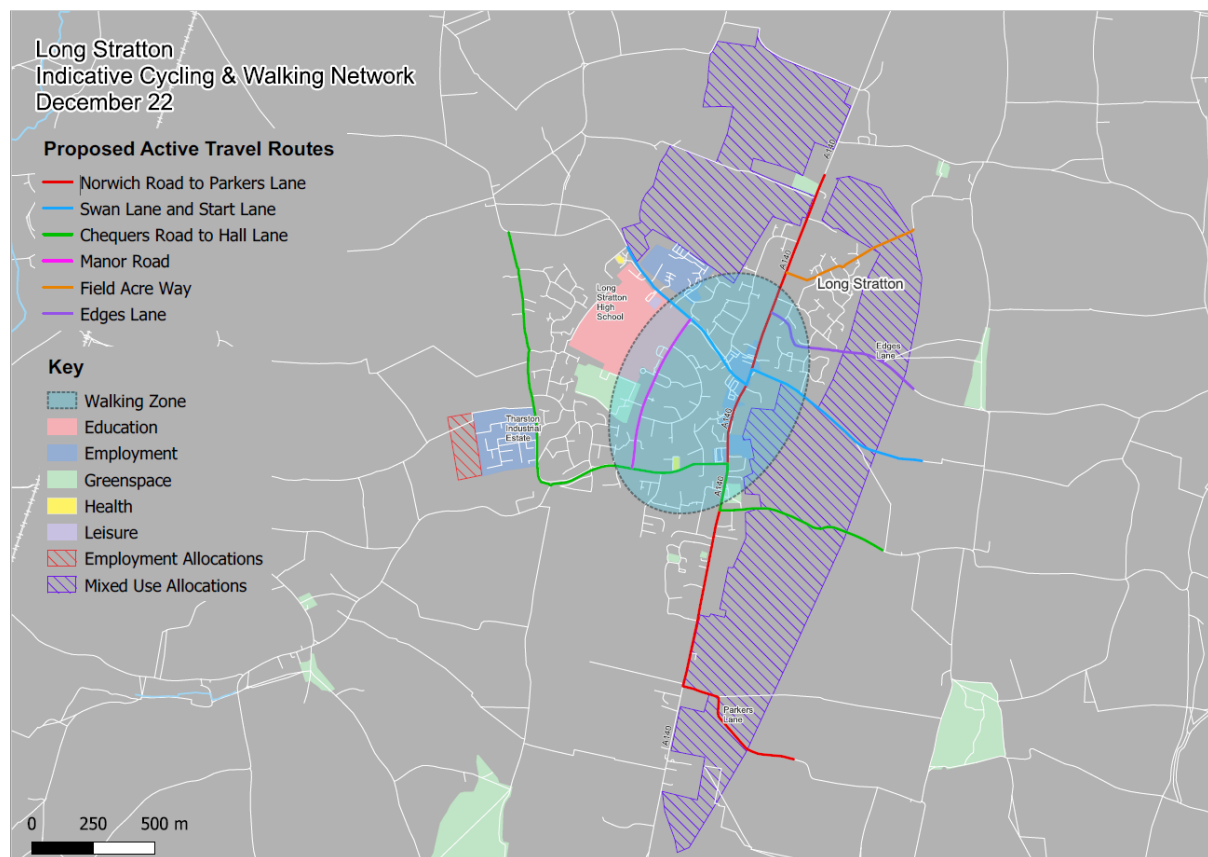 Long Stratton
Indicative Cycling & Walking Network
December 22
Proposed Active Travel Routes
Norwich Road to Parkers Lane
Swan Lane and Start Lane
Chequers Road to Hall Lane
Manor Road
Field Acre Way
Edges Lane
Key
Walking Zone
Education
Employment
Greenspace
Health
Leisure
Employment Allocations
Mixed Use Allocations
0 250 500 m
A140
A140
Long Stratton
Long
Stratton
High
School
Edges
Lane
A140
Tharston
Industrial
Estate
A140
Parkers
Lane
A140